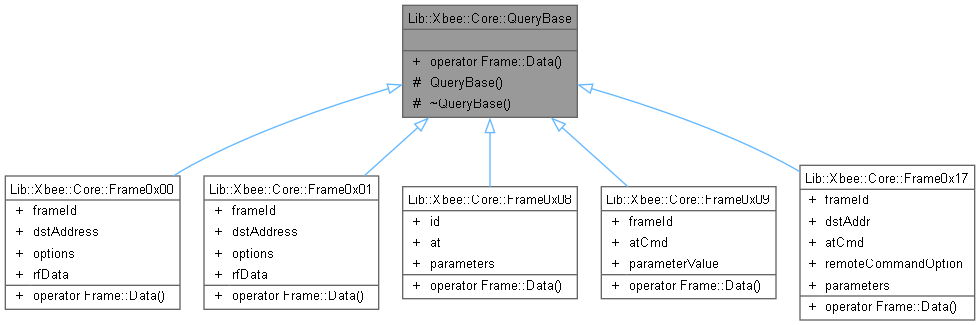 Lib::Xbee::Core::QueryBase
+ operator Frame::Data()
# QueryBase()
# ~QueryBase()
Lib::Xbee::Core::Frame0x00
+ frameId
+ dstAddress
+ options
+ rfData
+ operator Frame::Data()
Lib::Xbee::Core::Frame0x01
+ frameId
+ dstAddress
+ options
+ rfData
+ operator Frame::Data()
Lib::Xbee::Core::Frame0x08
+ id
+ at
+ parameters
+ operator Frame::Data()
Lib::Xbee::Core::Frame0x09
+ frameId
+ atCmd
+ parameterValue
+ operator Frame::Data()
Lib::Xbee::Core::Frame0x17
+ frameId
+ dstAddr
+ atCmd
+ remoteCommandOption
+ parameters
+ operator Frame::Data()